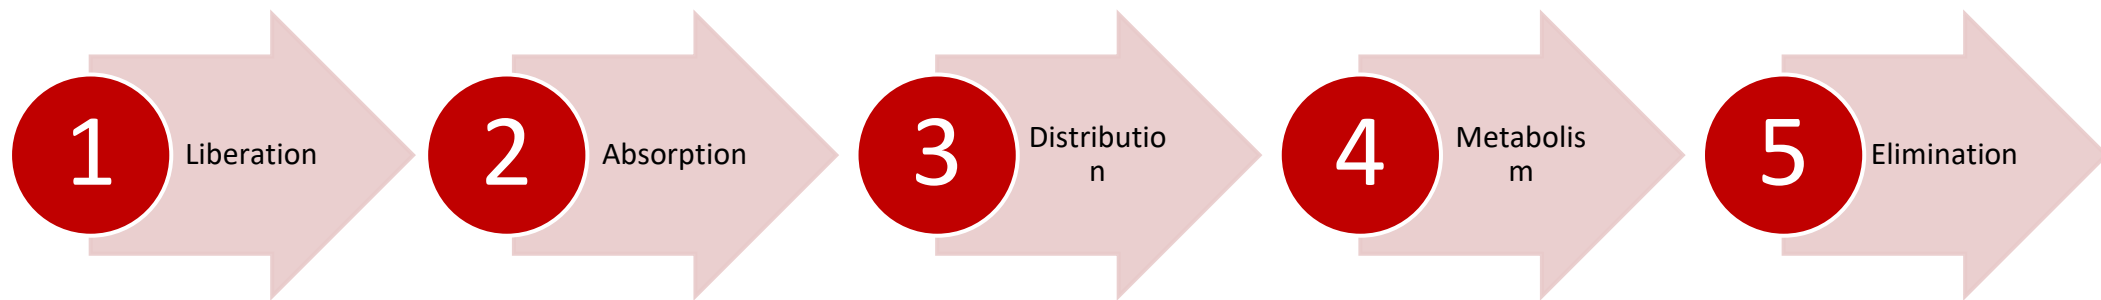 1
Liberation
2
Absorption
3
Distributio
n
4
Metabolis
m
5
Elimination